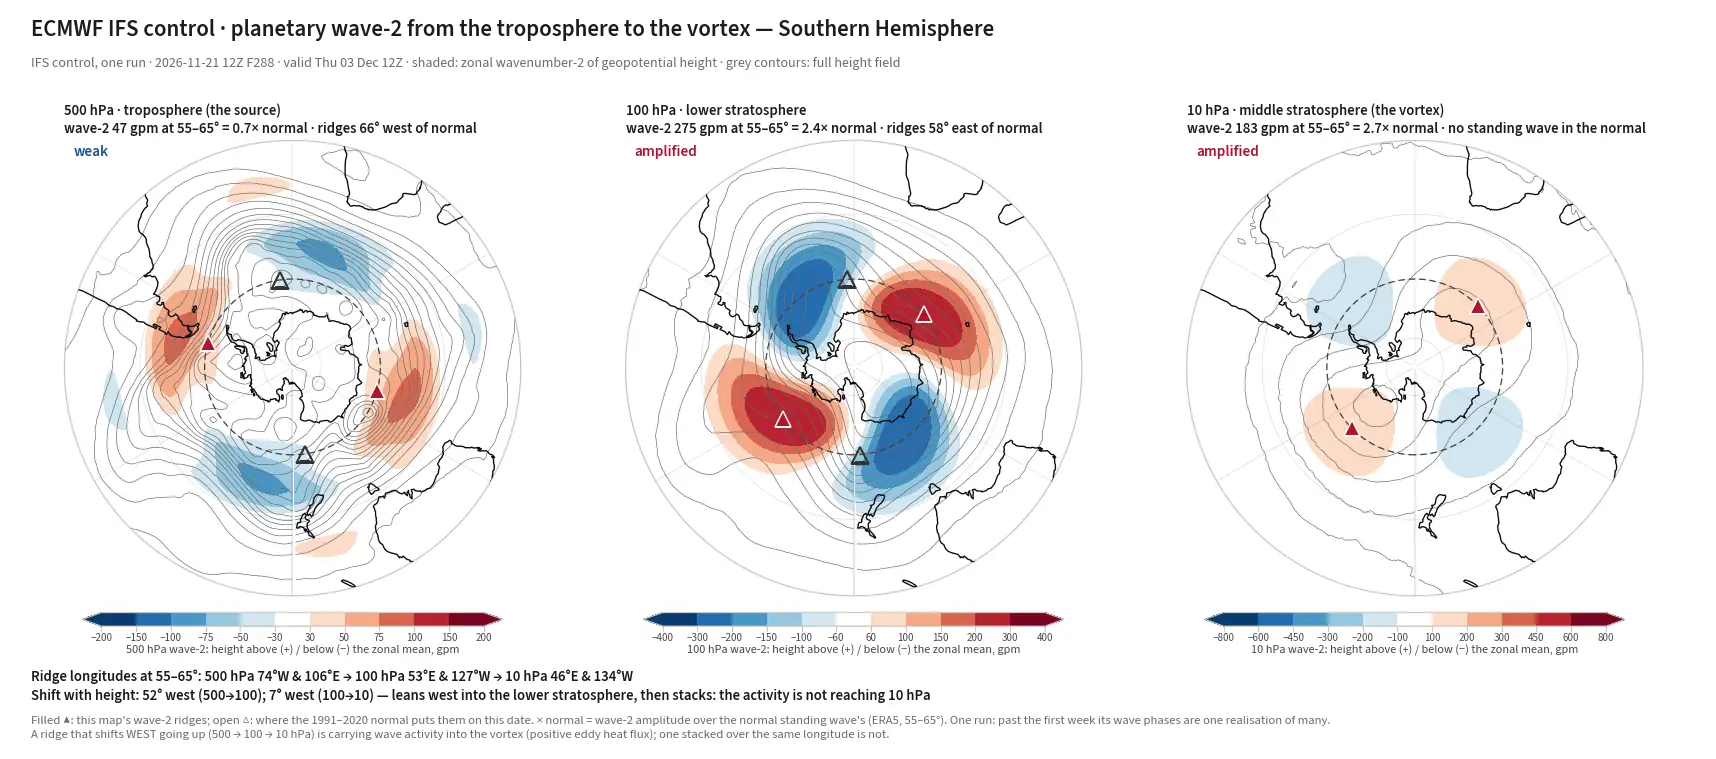 ECMWF IFS control · planetary wave-2 from the troposphere to the vortex — Southern Hemisphere
IFS control, one run · 2026-11-21 12Z F288 · valid Thu 03 Dec 12Z · shaded: zonal wavenumber-2 of geopotential height · grey contours: full height field
500 hPa · troposphere (the source)
wave-2 47 gpm at 55–65° = 0.7× normal · ridges 66° west of normal
weak
100 hPa · lower stratosphere
wave-2 275 gpm at 55–65° = 2.4× normal · ridges 58° east of normal
amplified
10 hPa · middle stratosphere (the vortex)
wave-2 183 gpm at 55–65° = 2.7× normal · no standing wave in the normal
amplified
−200 −150 −100 −75 −50 −30 30 50 75 100 150 200
500 hPa wave-2: height above (+) / below (−) the zonal mean, gpm
−400 −300 −200 −150 −100 −60 60 100 150 200 300 400
100 hPa wave-2: height above (+) / below (−) the zonal mean, gpm
−800 −600 −450 −300 −200 −100 100 200 300 450 600 800
10 hPa wave-2: height above (+) / below (−) the zonal mean, gpm
Ridge longitudes at 55–65°: 500 hPa 74°W & 106°E → 100 hPa 53°E & 127°W → 10 hPa 46°E & 134°W
Shift with height: 52° west (500→100); 7° west (100→10) — leans west into the lower stratosphere, then stacks: the activity is not reaching 10 hPa
Filled ▲: this map's wave-2 ridges; open △: where the 1991–2020 normal puts them on this date. × normal = wave-2 amplitude over the normal standing wave's (ERA5, 55–65°). One run: past the first week its wave phases are one realisation of many.
A ridge that shifts WEST going up (500 → 100 → 10 hPa) is carrying wave activity into the vortex (positive eddy heat flux); one stacked over the same longitude is not.